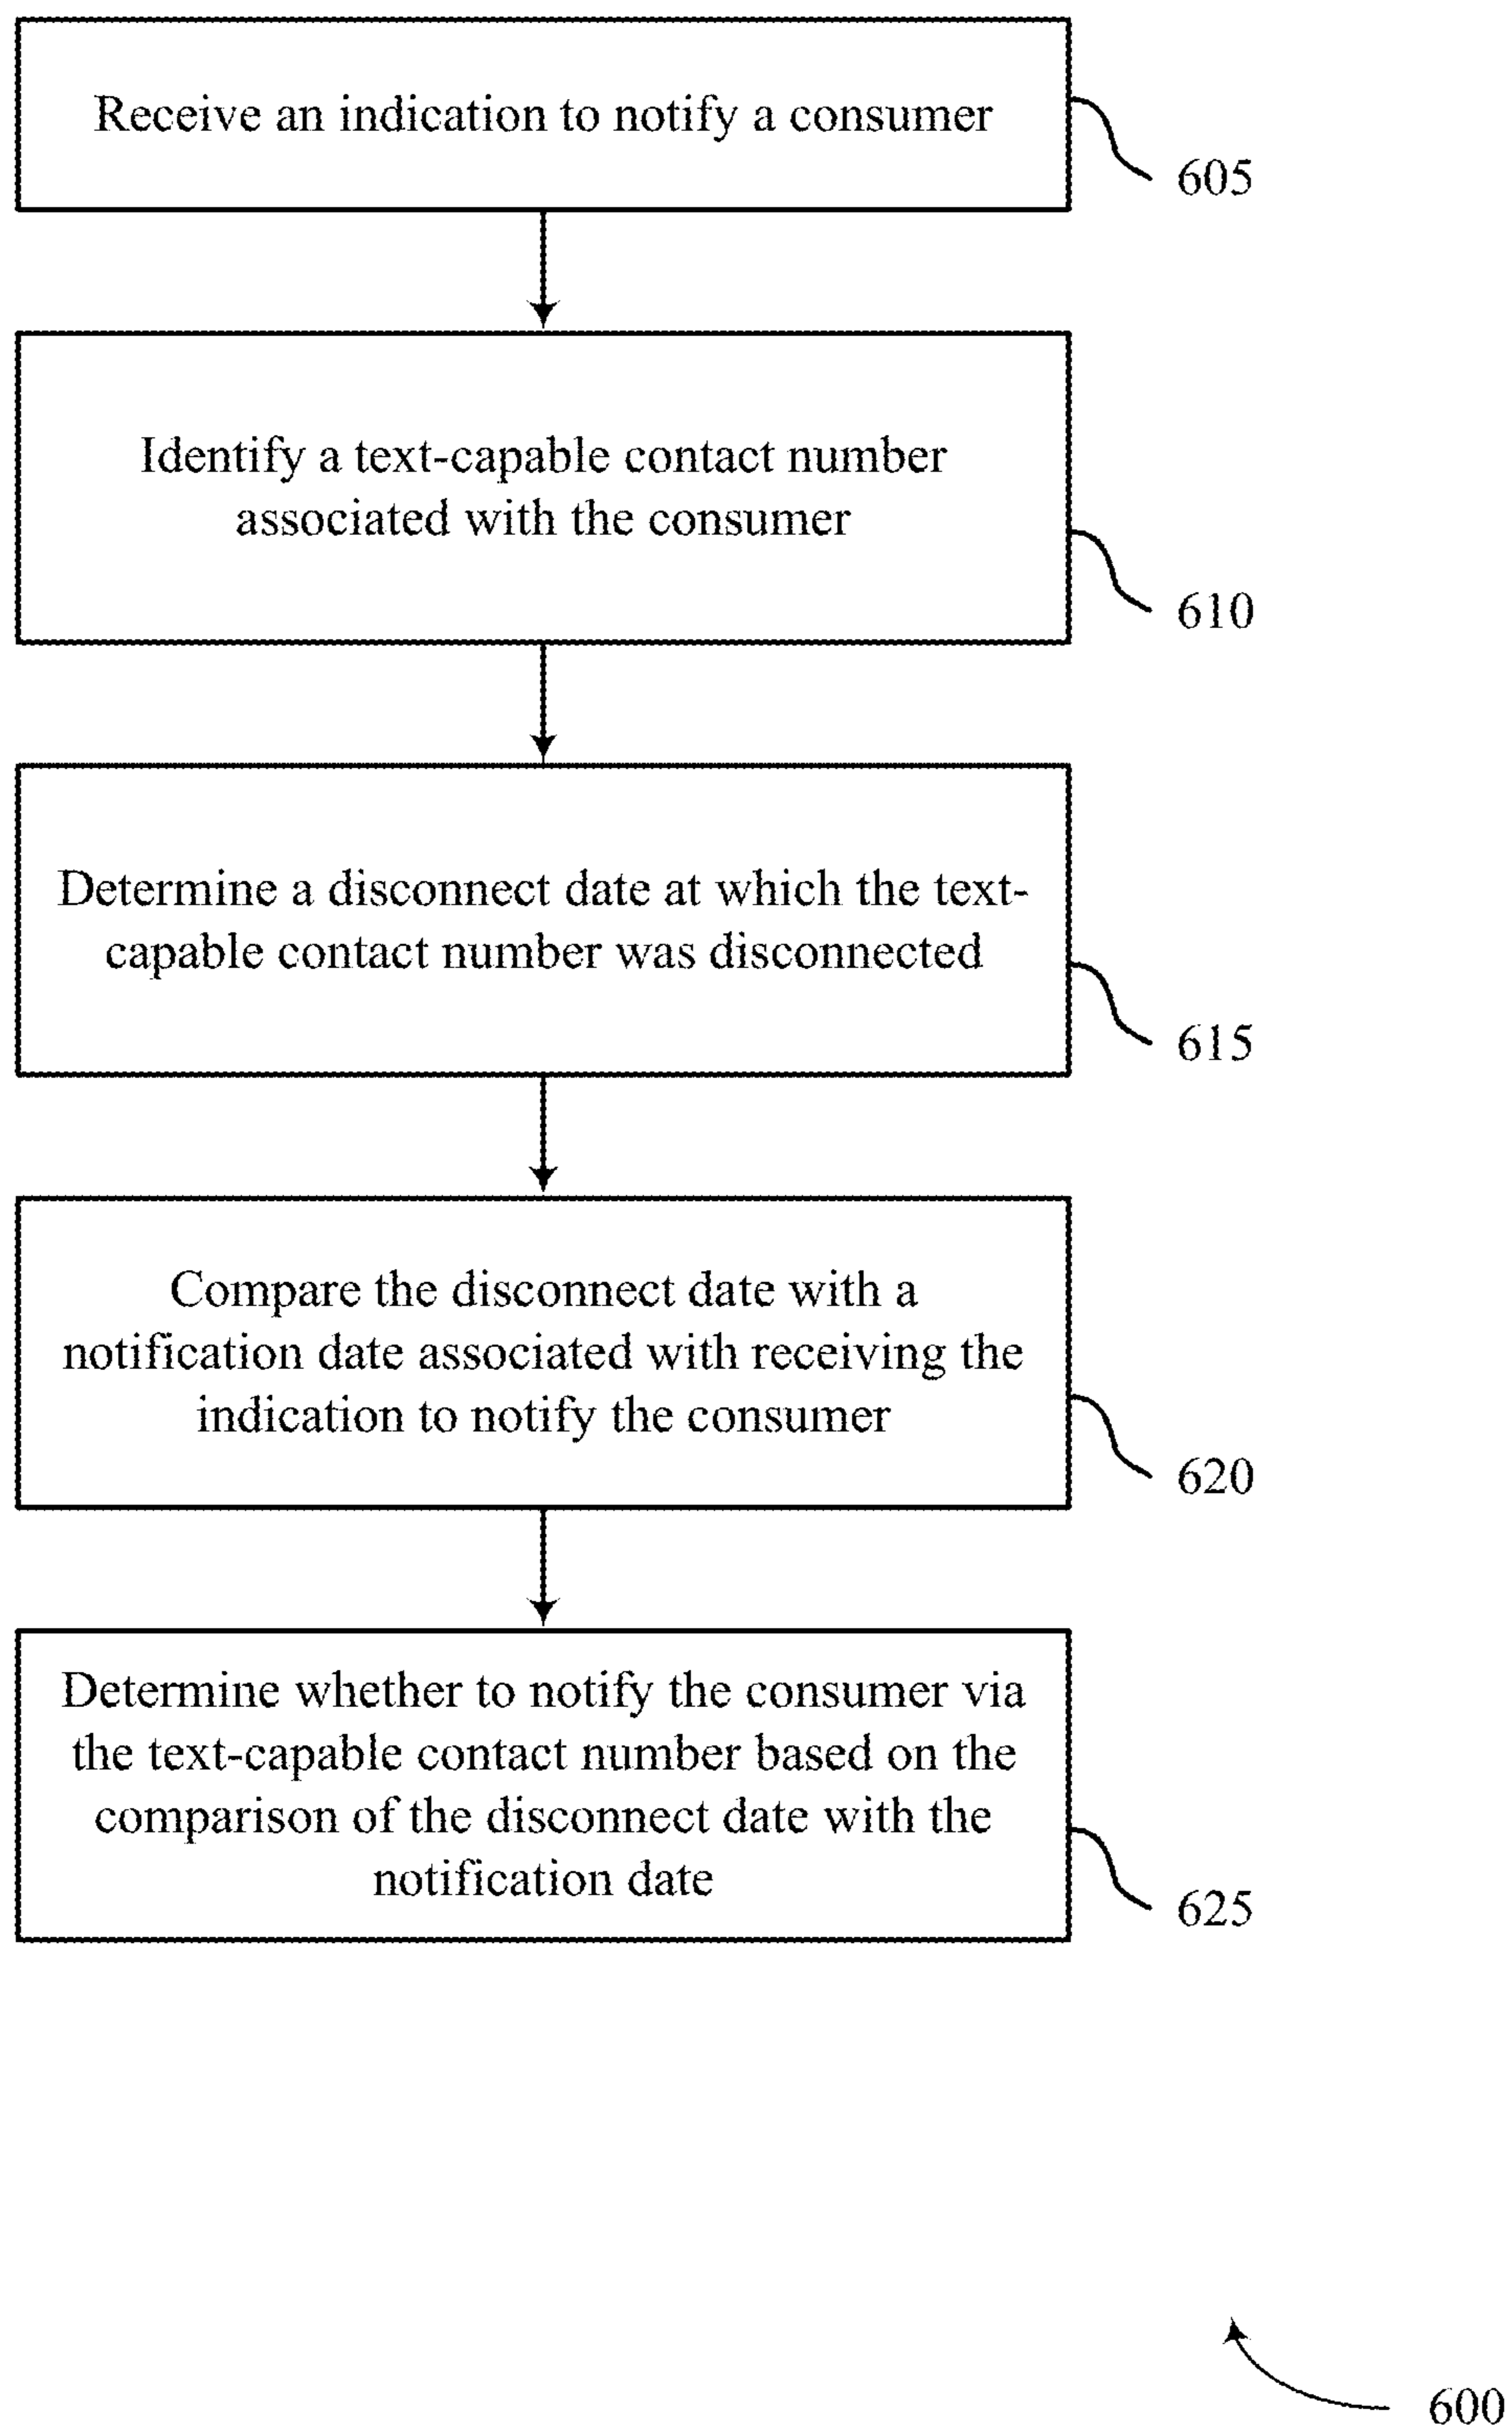 Receive an indication to notify a consumer
605
Identify a text-capable contact number
associated with the consumer
610
Determine a disconnect date at which the text-
capable contact number was disconnected
615
Compare the disconnect date with a
notification date associated with receiving the
indication to notify the consumer
620
Determine whether to notify the consumer via
the text-capable contact number based on the
comparison of the disconnect date with the
notification date
625
600